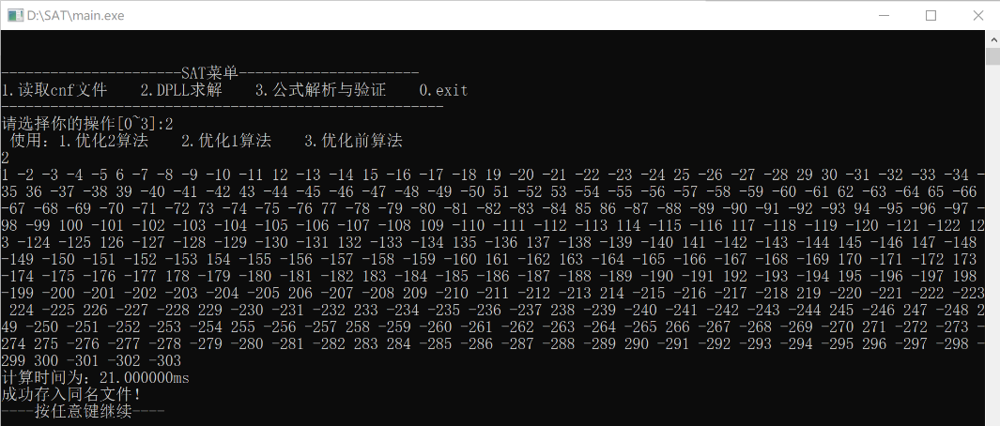 D:\SAT\main.exe
----------------------SAT菜单----------------------
1.读取cnf文件    2.DPLL求解    3.公式解析与验证    0.exit
------------------------------------------------------
请选择你的操作[0~3]:2
 使用: 1.优化2算法    2.优化1算法    3.优化前算法
2
1 -2 -3 -4 -5 6 -7 -8 -9 -10 -11 12 -13 -14 15 -16 -17 -18 19 -20 -21 -22 -23 -24 25 -26 -27 -28 29 30 -31 -32 -33 -34 -
35 36 -37 -38 39 -40 -41 -42 43 -44 -45 -46 -47 -48 -49 -50 51 -52 53 -54 -55 -56 -57 -58 -59 -60 -61 62 -63 -64 65 -66
-67 -68 -69 -70 -71 -72 73 -74 -75 -76 77 -78 -79 -80 -81 -82 -83 -84 85 86 -87 -88 -89 -90 -91 -92 -93 94 -95 -96 -97 -
98 -99 100 -101 -102 -103 -104 -105 -106 -107 -108 109 -110 -111 -112 -113 114 -115 -116 117 -118 -119 -120 -121 -122 12
3 -124 -125 126 -127 -128 -129 -130 -131 132 -133 -134 135 -136 137 -138 -139 -140 141 -142 -143 -144 145 -146 147 -148
-149 -150 -151 -152 -153 154 -155 -156 -157 -158 -159 -160 161 -162 163 -164 -165 -166 -167 -168 -169 170 -171 -172 173
-174 -175 -176 -177 178 -179 -180 -181 -182 183 -184 -185 -186 -187 -188 -189 -190 -191 192 -193 -194 195 -196 -197 198
-199 -200 -201 -202 -203 -204 -205 206 -207 -208 209 -210 -211 -212 -213 214 -215 -216 -217 -218 219 -220 -221 -222 -223
 224 -225 226 -227 -228 229 -230 -231 -232 233 -234 -235 -236 -237 238 -239 -240 -241 -242 -243 -244 245 -246 -247 -248 2
49 -250 -251 -252 -253 -254 255 -256 -257 258 -259 -260 -261 -262 -263 -264 -265 266 -267 -268 -269 -270 271 -272 -273 -
274 275 -276 -277 -278 -279 -280 -281 -282 283 284 -285 -286 -287 -288 -289 290 -291 -292 -293 -294 -295 296 -297 -298 -
299 300 -301 -302 -303
计算时间为: 21.000000ms
成功存入同名文件!
----按任意键继续----